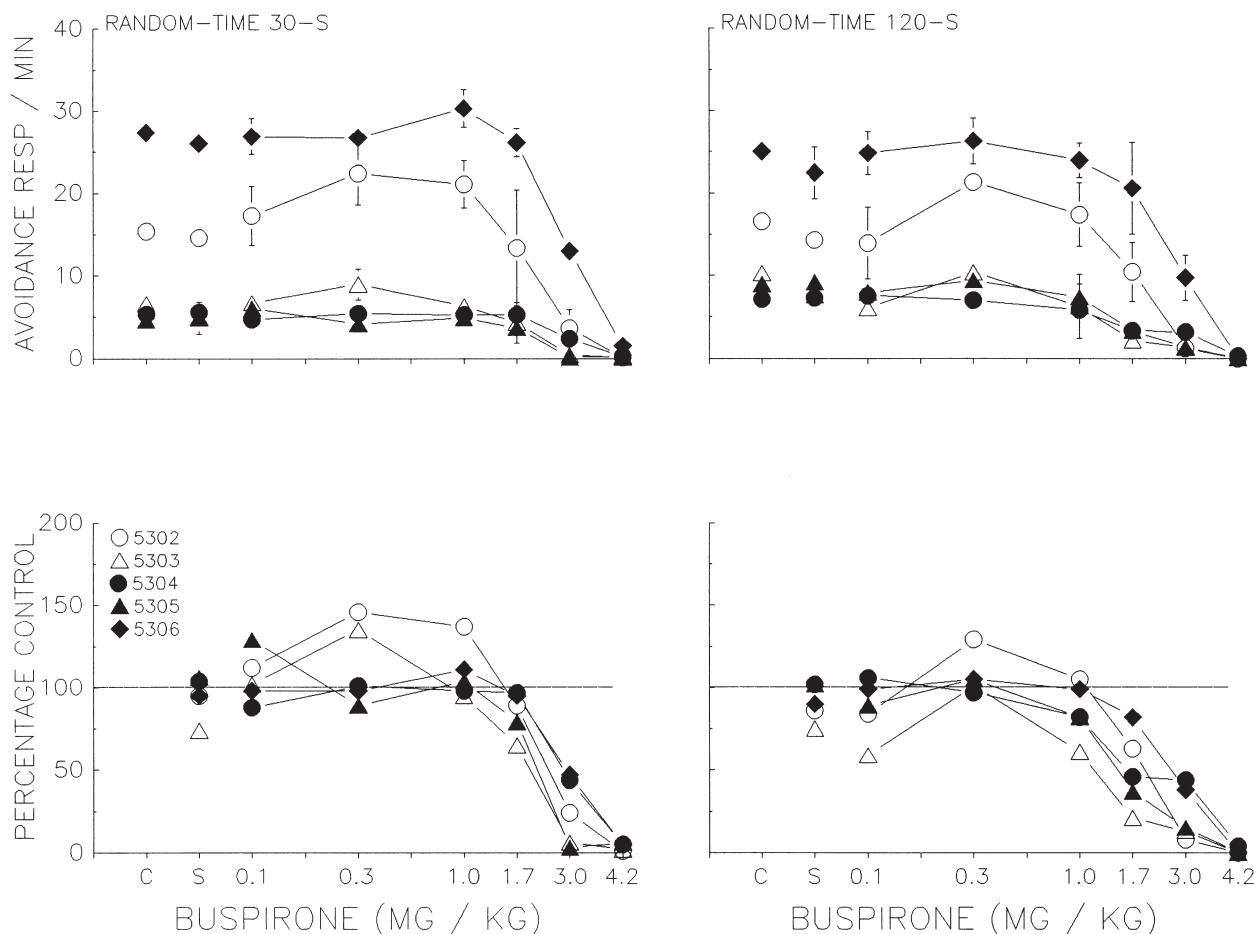 RANDOM-TIME 30-S
RANDOM-TIME 120-S
AVOIDANCE RESP / MIN
40
30
20
10
0
PERCENTAGE CONTROL
200
150
100
50
0
5302
5303
5304
5305
5306
C S 0.1 0.3 1.0 1.7 3.0 4.2
C S 0.1 0.3 1.0 1.7 3.0 4.2
BUSPIRONE (MG / KG)
BUSPIRONE (MG / KG)